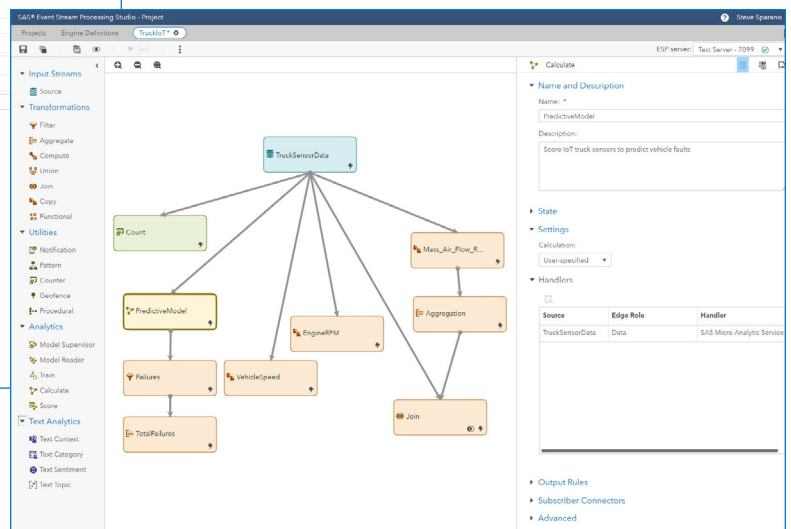 SAS® Event Stream Processing Studio - Project
Steve Sparano
Projects
Engine Definitions
TruckIoT*
Test
ESP server:
Test Server - 7099
Input Streams
Source
Transformations
Filter
Aggregate
Compute
Union
Join
Copy
Functional
Utilities
Notification
Pattern
Counter
Geofence
Procedural
Analytics
Model Supervisor
Model Reader
Train
Calculate
Score
Text Analytics
Text Context
Text Category
Text Sentiment
Text Topic
TruckSensorData
Count
Mass_Air_Flow_R...
PredictiveModel
Aggregation
EngineRPM
Failures
VehicleSpeed
Join
TotalFailures
Calculate
Name and Description
Name: *
PredictiveModel
Description:
Score IoT truck sensors to predict vehicle faults
State
Settings
Calculation:
User-specified
Handlers
Source Edge Role Handler
TruckSensorData Data SAS Micro Analytic Service
Output Rules
Subscriber Connectors
Advanced